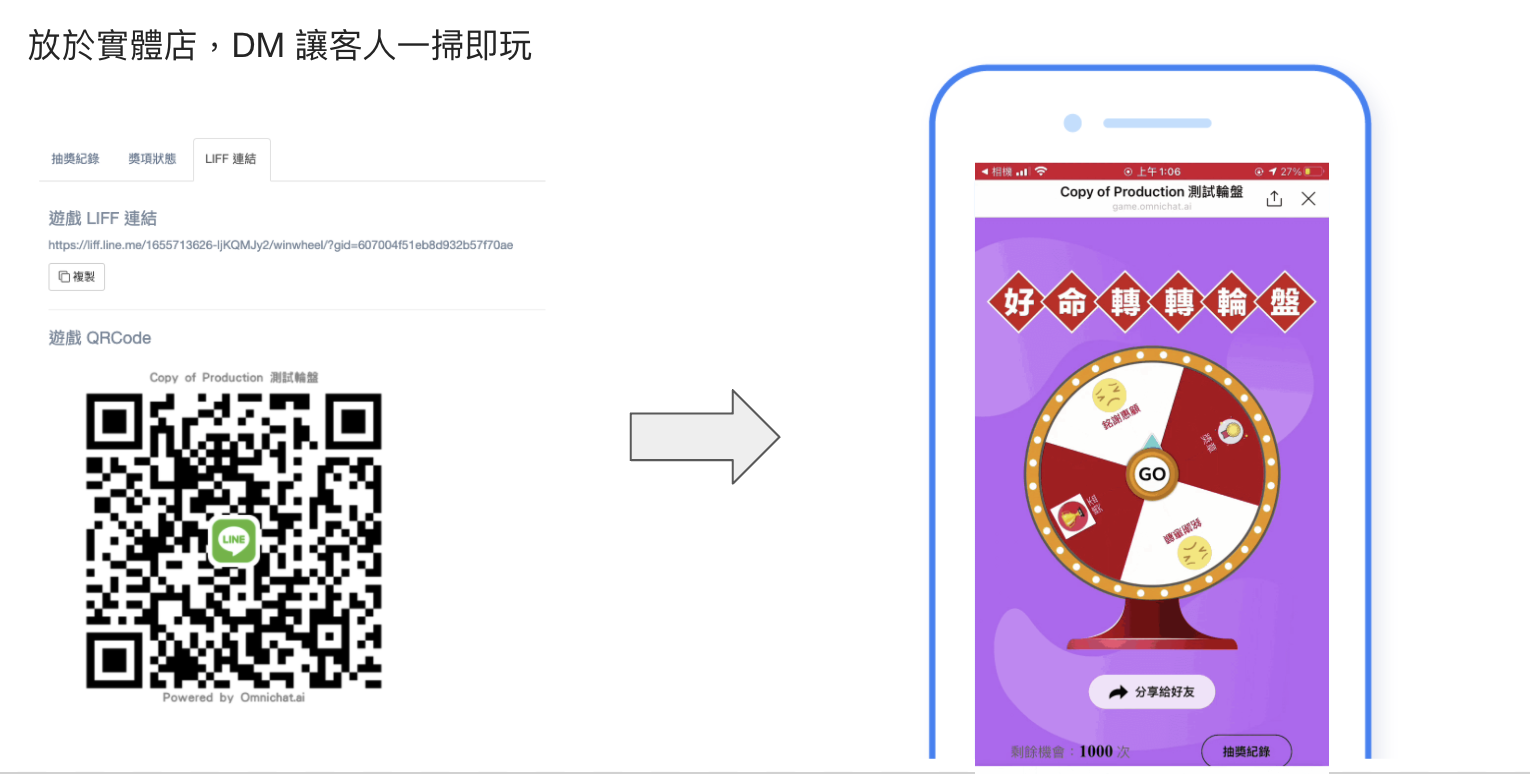 放於實體店，DM 讓客人一掃即玩
抽獎紀錄
獎項狀態
LIFF 連結
遊戲 LIFF 連結
https://liff.line.me/1655713626-ljKQMJy2/winwheel/?gid=607004f51eb8d932b57f70ae
複製
遊戲 QRCode
Copy of Production 測試輪盤
LINE
Powered by Omnichat.ai
相機
上午1:06
27%
Copy of Production 測試輪盤
game.omnichat.ai
好命轉轉輪盤
銘謝惠顧
GO
銘謝惠顧
分享給好友
剩餘機會：1000 次
抽獎紀錄